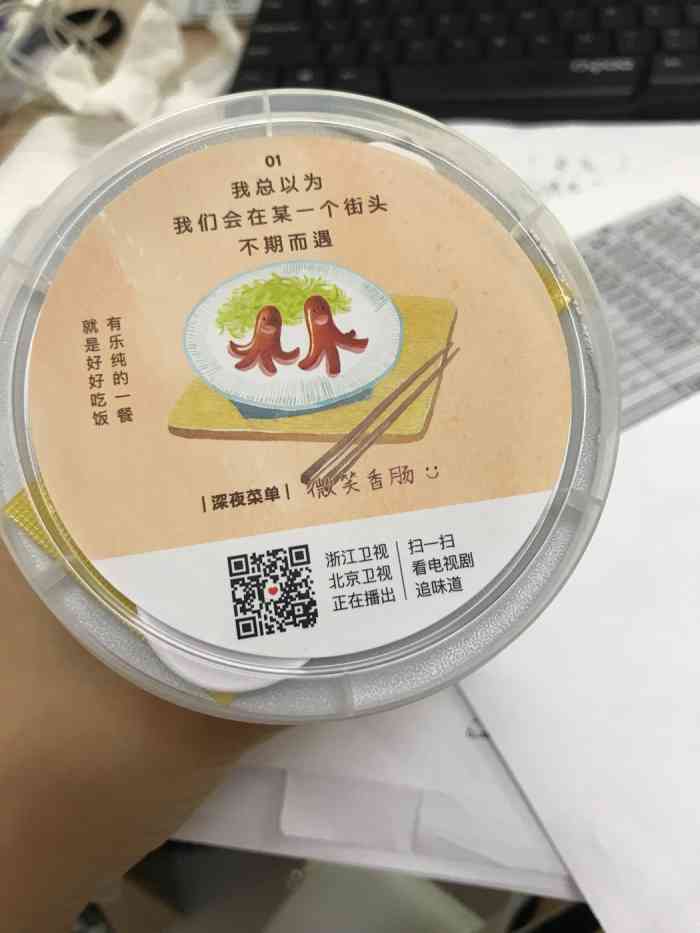 01
我总以为
我们会在某一个街头
不期而遇
有乐纯的一餐
就是好好吃饭
|深夜菜单|
微笑香肠
浙江卫视
北京卫视
正在播出
扫一扫
看电视剧
追味道